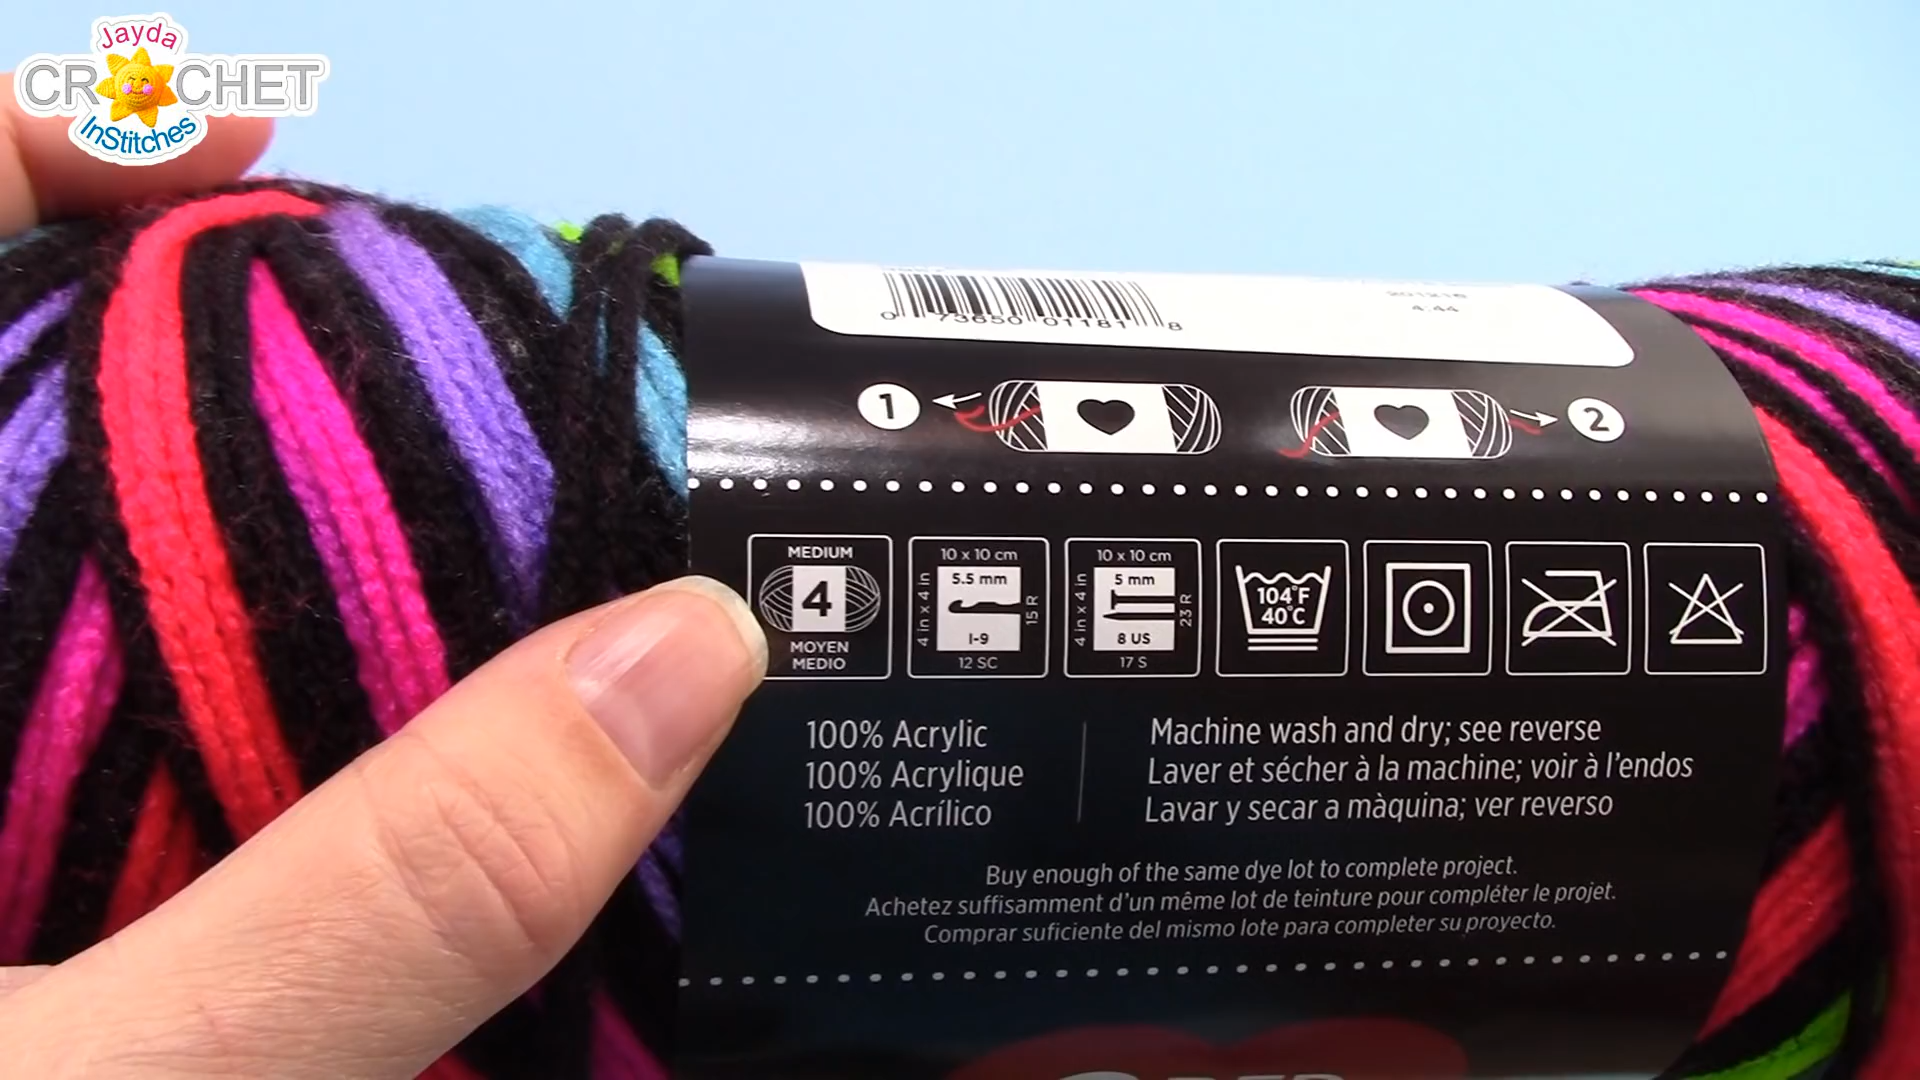 Jayda
CROCHET
InStitches
0 73650 01181 8
4:44
1
2
MEDIUM
4
MOYEN
MEDIO
10 x 10 cm
4 in x 4 in
5.5 mm
I-9
15 R
12 SC
10 x 10 cm
4 in x 4 in
5 mm
8 US
23 R
17 S
104°F
40°C
100% Acrylic
100% Acrylique
100% Acrílico
Machine wash and dry; see reverse
Laver et sécher à la machine; voir à l'endos
Lavar y secar a màquina; ver reverso
Buy enough of the same dye lot to complete project.
Achetez suffisamment d'un même lot de teinture pour compléter le projet.
Comprar suficiente del mismo lote para completar su proyecto.